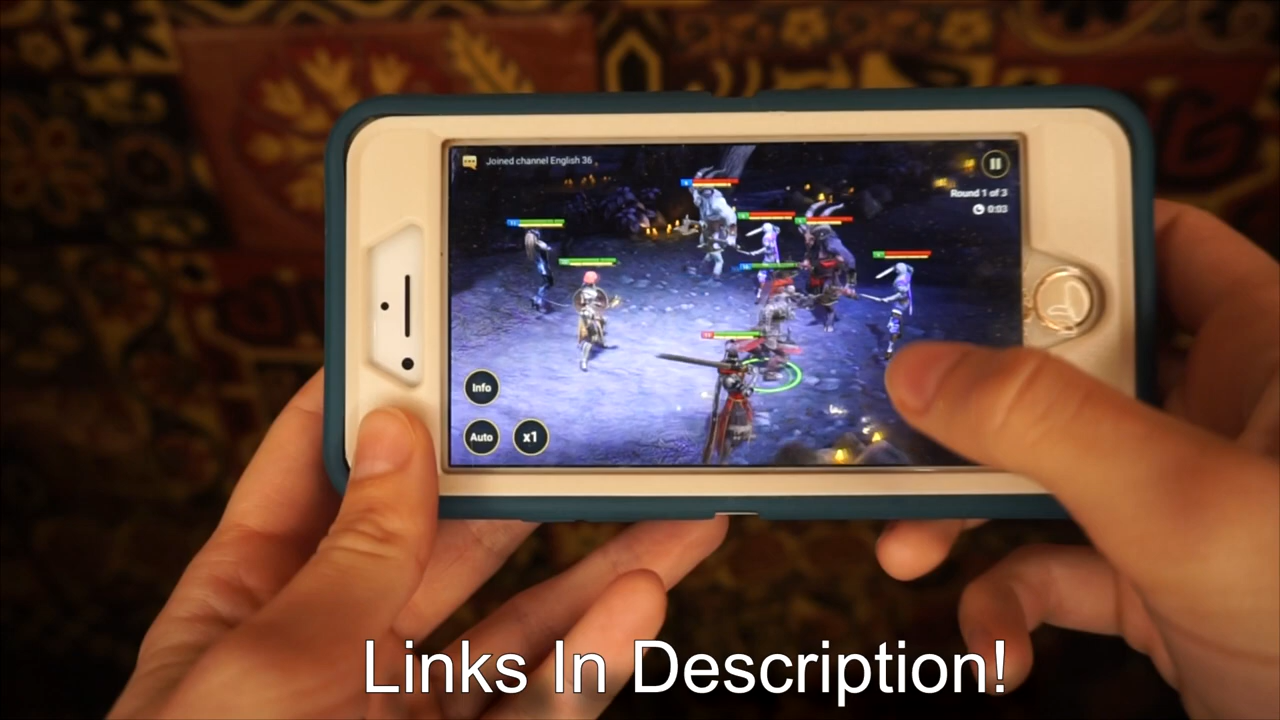 Joined channel English 36
Round 1 of 3
0:03
Info
Auto
x1
Links In Description!